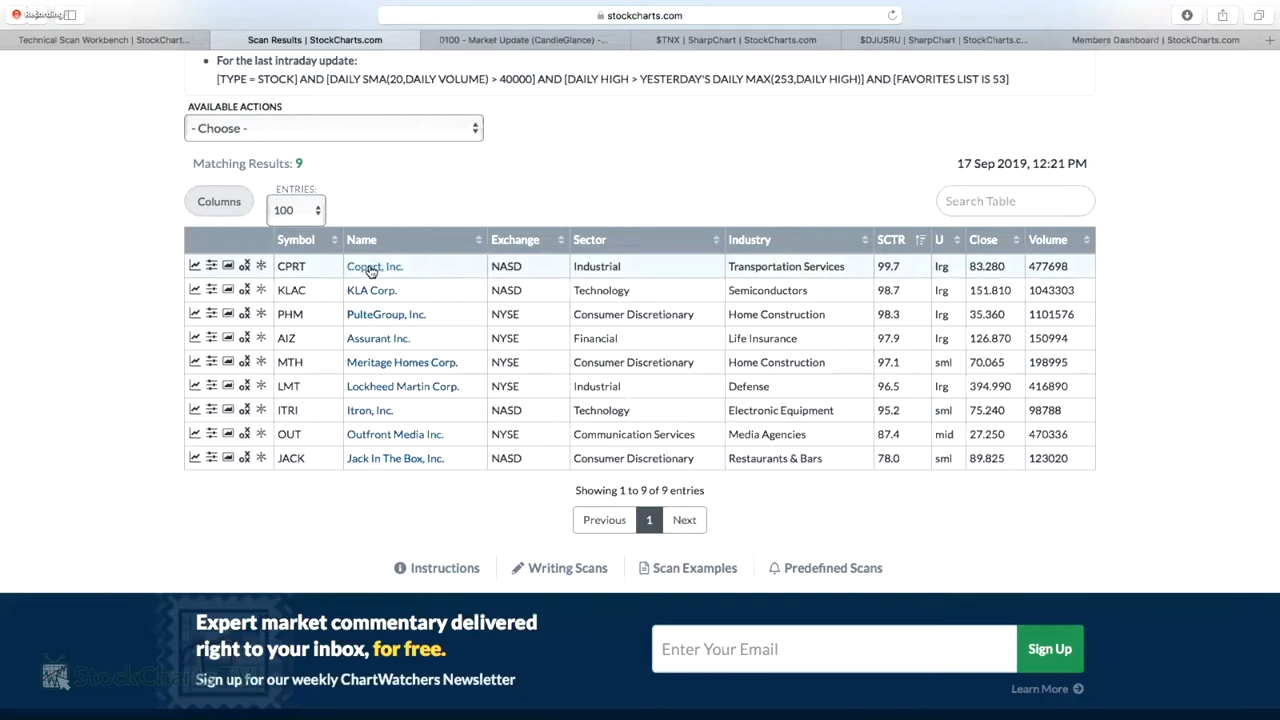 Recording
stockcharts.com
Technical Scan Workbench | StockChart...
Scan Results | StockCharts.com
0100 - Market Update (CandleGlance) -...
$TNX | SharpChart | StockCharts.com
$DJUSRU | SharpChart | StockCharts.c...
Members Dashboard | StockCharts.com
• For the last intraday update:
[TYPE = STOCK] AND [DAILY SMA(20,DAILY VOLUME) > 40000] AND [DAILY HIGH > YESTERDAY'S DAILY MAX(253,DAILY HIGH)] AND [FAVORITES LIST IS 53]
AVAILABLE ACTIONS
- Choose -
Matching Results: 9
17 Sep 2019, 12:21 PM
Columns
ENTRIES:
100
Search Table
Symbol Name Exchange Sector Industry SCTR U Close Volume
CPRT Copart, Inc. NASD Industrial Transportation Services 99.7 lrg 83.280 477698
KLAC KLA Corp. NASD Technology Semiconductors 98.7 lrg 151.810 1043303
PHM PulteGroup, Inc. NYSE Consumer Discretionary Home Construction 98.3 lrg 35.360 1101576
AIZ Assurant Inc. NYSE Financial Life Insurance 97.9 lrg 126.870 150994
MTH Meritage Homes Corp. NYSE Consumer Discretionary Home Construction 97.1 sml 70.065 198995
LMT Lockheed Martin Corp. NYSE Industrial Defense 96.5 lrg 394.990 416890
ITRI Itron, Inc. NASD Technology Electronic Equipment 95.2 sml 75.240 98788
OUT Outfront Media Inc. NYSE Communication Services Media Agencies 87.4 mid 27.250 470336
JACK Jack In The Box, Inc. NASD Consumer Discretionary Restaurants & Bars 78.0 sml 89.825 123020
Showing 1 to 9 of 9 entries
Previous 1 Next
Instructions
Writing Scans
Scan Examples
Predefined Scans
Expert market commentary delivered
right to your inbox, for free.
Sign up for our weekly ChartWatchers Newsletter
Enter Your Email
Sign Up
Learn More